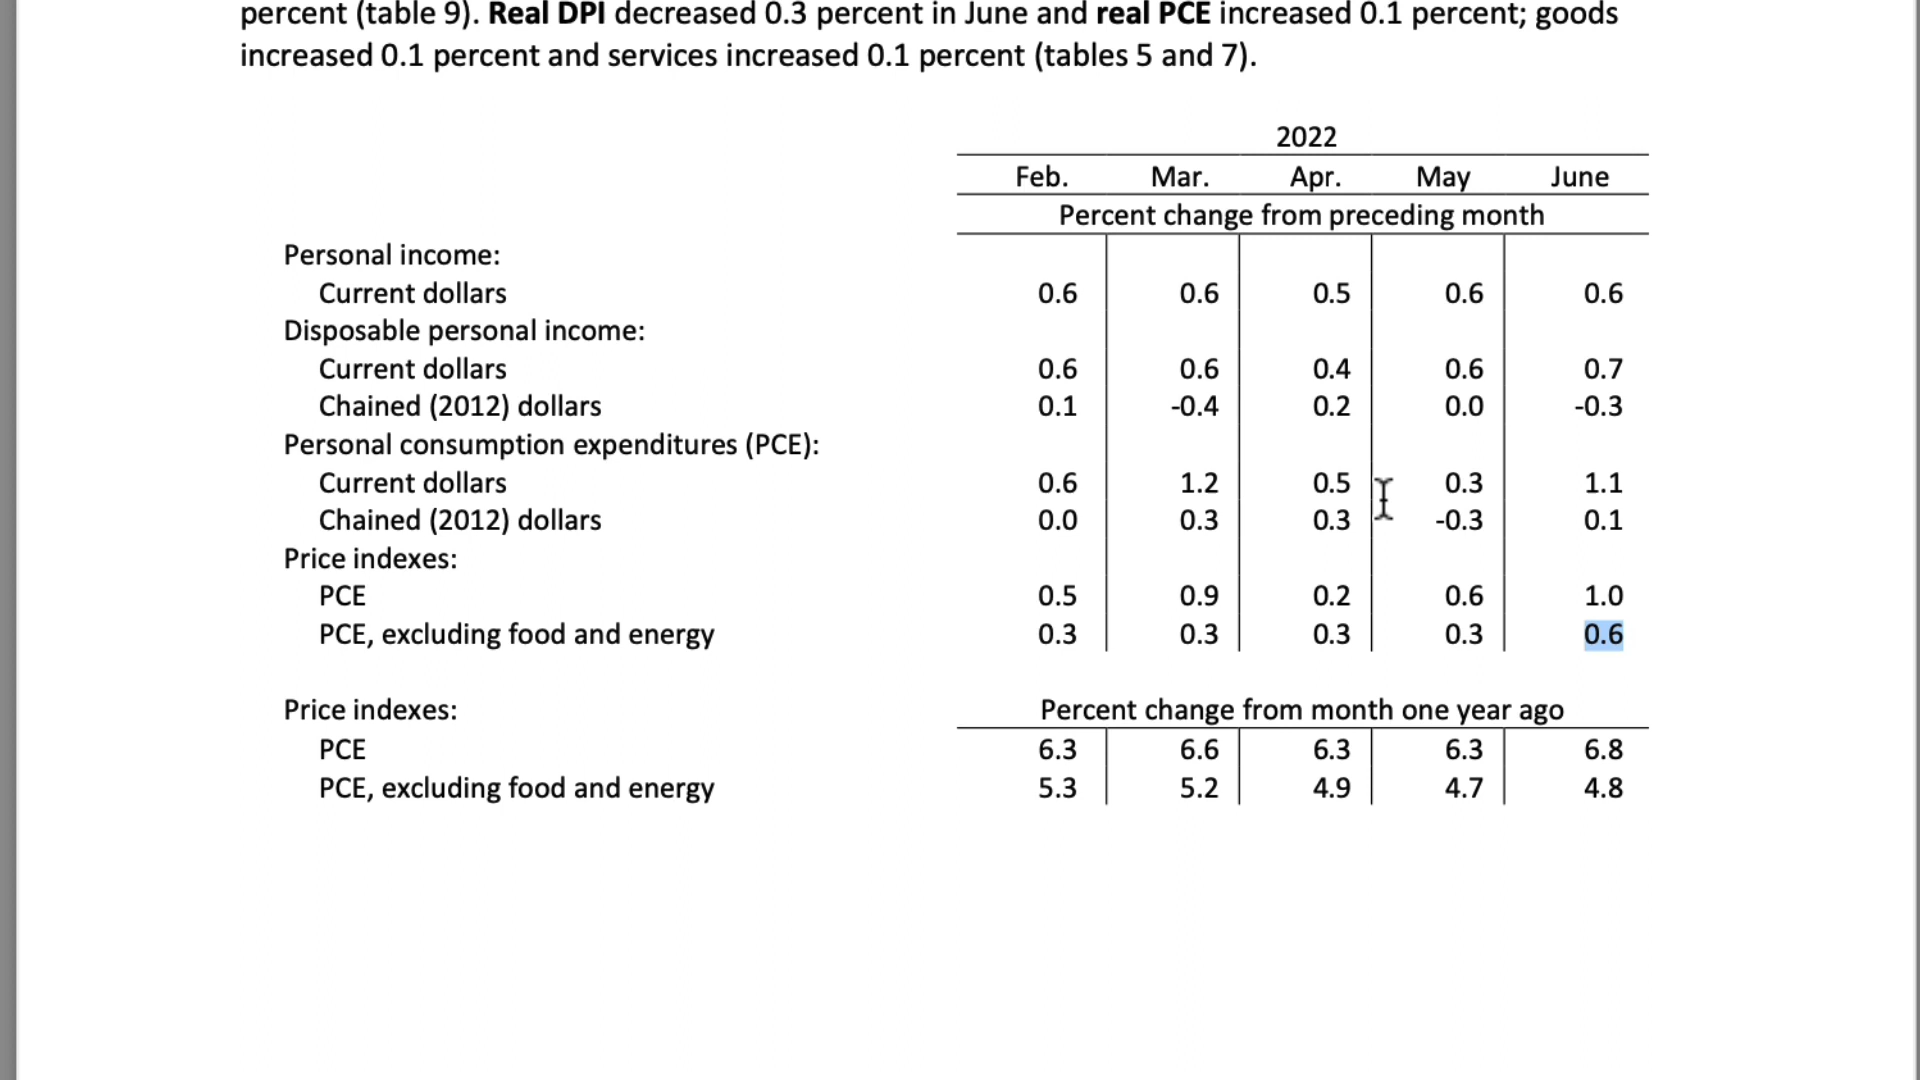 percent (table 9). Real DPI decreased 0.3 percent in June and real PCE increased 0.1 percent; goods
increased 0.1 percent and services increased 0.1 percent (tables 5 and 7).
2022
Feb. Mar. Apr. May June
Percent change from preceding month
Personal income:
Current dollars 0.6 0.6 0.5 0.6 0.6
Disposable personal income:
Current dollars 0.6 0.6 0.4 0.6 0.7
Chained (2012) dollars 0.1 -0.4 0.2 0.0 -0.3
Personal consumption expenditures (PCE):
Current dollars 0.6 1.2 0.5 0.3 1.1
Chained (2012) dollars 0.0 0.3 0.3 -0.3 0.1
Price indexes:
PCE 0.5 0.9 0.2 0.6 1.0
PCE, excluding food and energy 0.3 0.3 0.3 0.3 0.6
Price indexes: Percent change from month one year ago
PCE 6.3 6.6 6.3 6.3 6.8
PCE, excluding food and energy 5.3 5.2 4.9 4.7 4.8